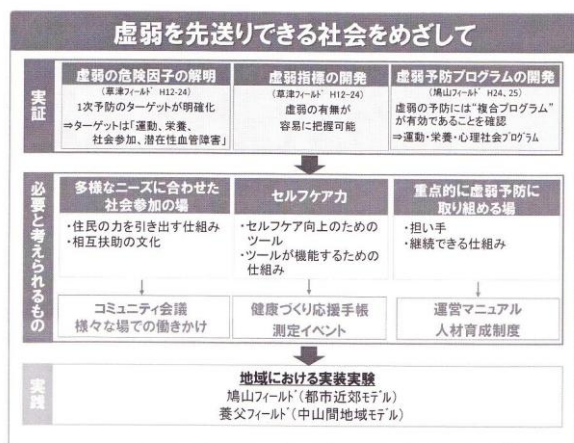 虚弱を先送りできる社会をめざして
実証
虚弱の危険因子の解明
(草津フィールド H12-24)
1次予防のターゲットが明確化
⇒ターゲットは「運動、栄養、
社会参加、潜在性血管障害」
虚弱指標の開発
(草津フィールド H12-24)
虚弱の有無が
容易に把握可能
虚弱予防プログラムの開発
(鳩山フィールド H24、25)
虚弱の予防には“複合プログラム”
が有効であることを確認
⇒運動・栄養・心理社会プログラム
必要と考えられるもの
多様なニーズに合わせた
社会参加の場
・住民の力を引き出す仕組み
・相互扶助の文化
コミュニティ会議
様々な場での働きかけ
セルフケア力
・セルフケア向上のための
ツール
・ツールが機能するための
仕組み
健康づくり応援手帳
測定イベント
重点的に虚弱予防に
取り組める場
・担い手
・継続できる仕組み
運営マニュアル
人材育成制度
実践
地域における実装実験
鳩山フィールド(都市近郊モデル)
養父フィールド(中山間地域モデル)